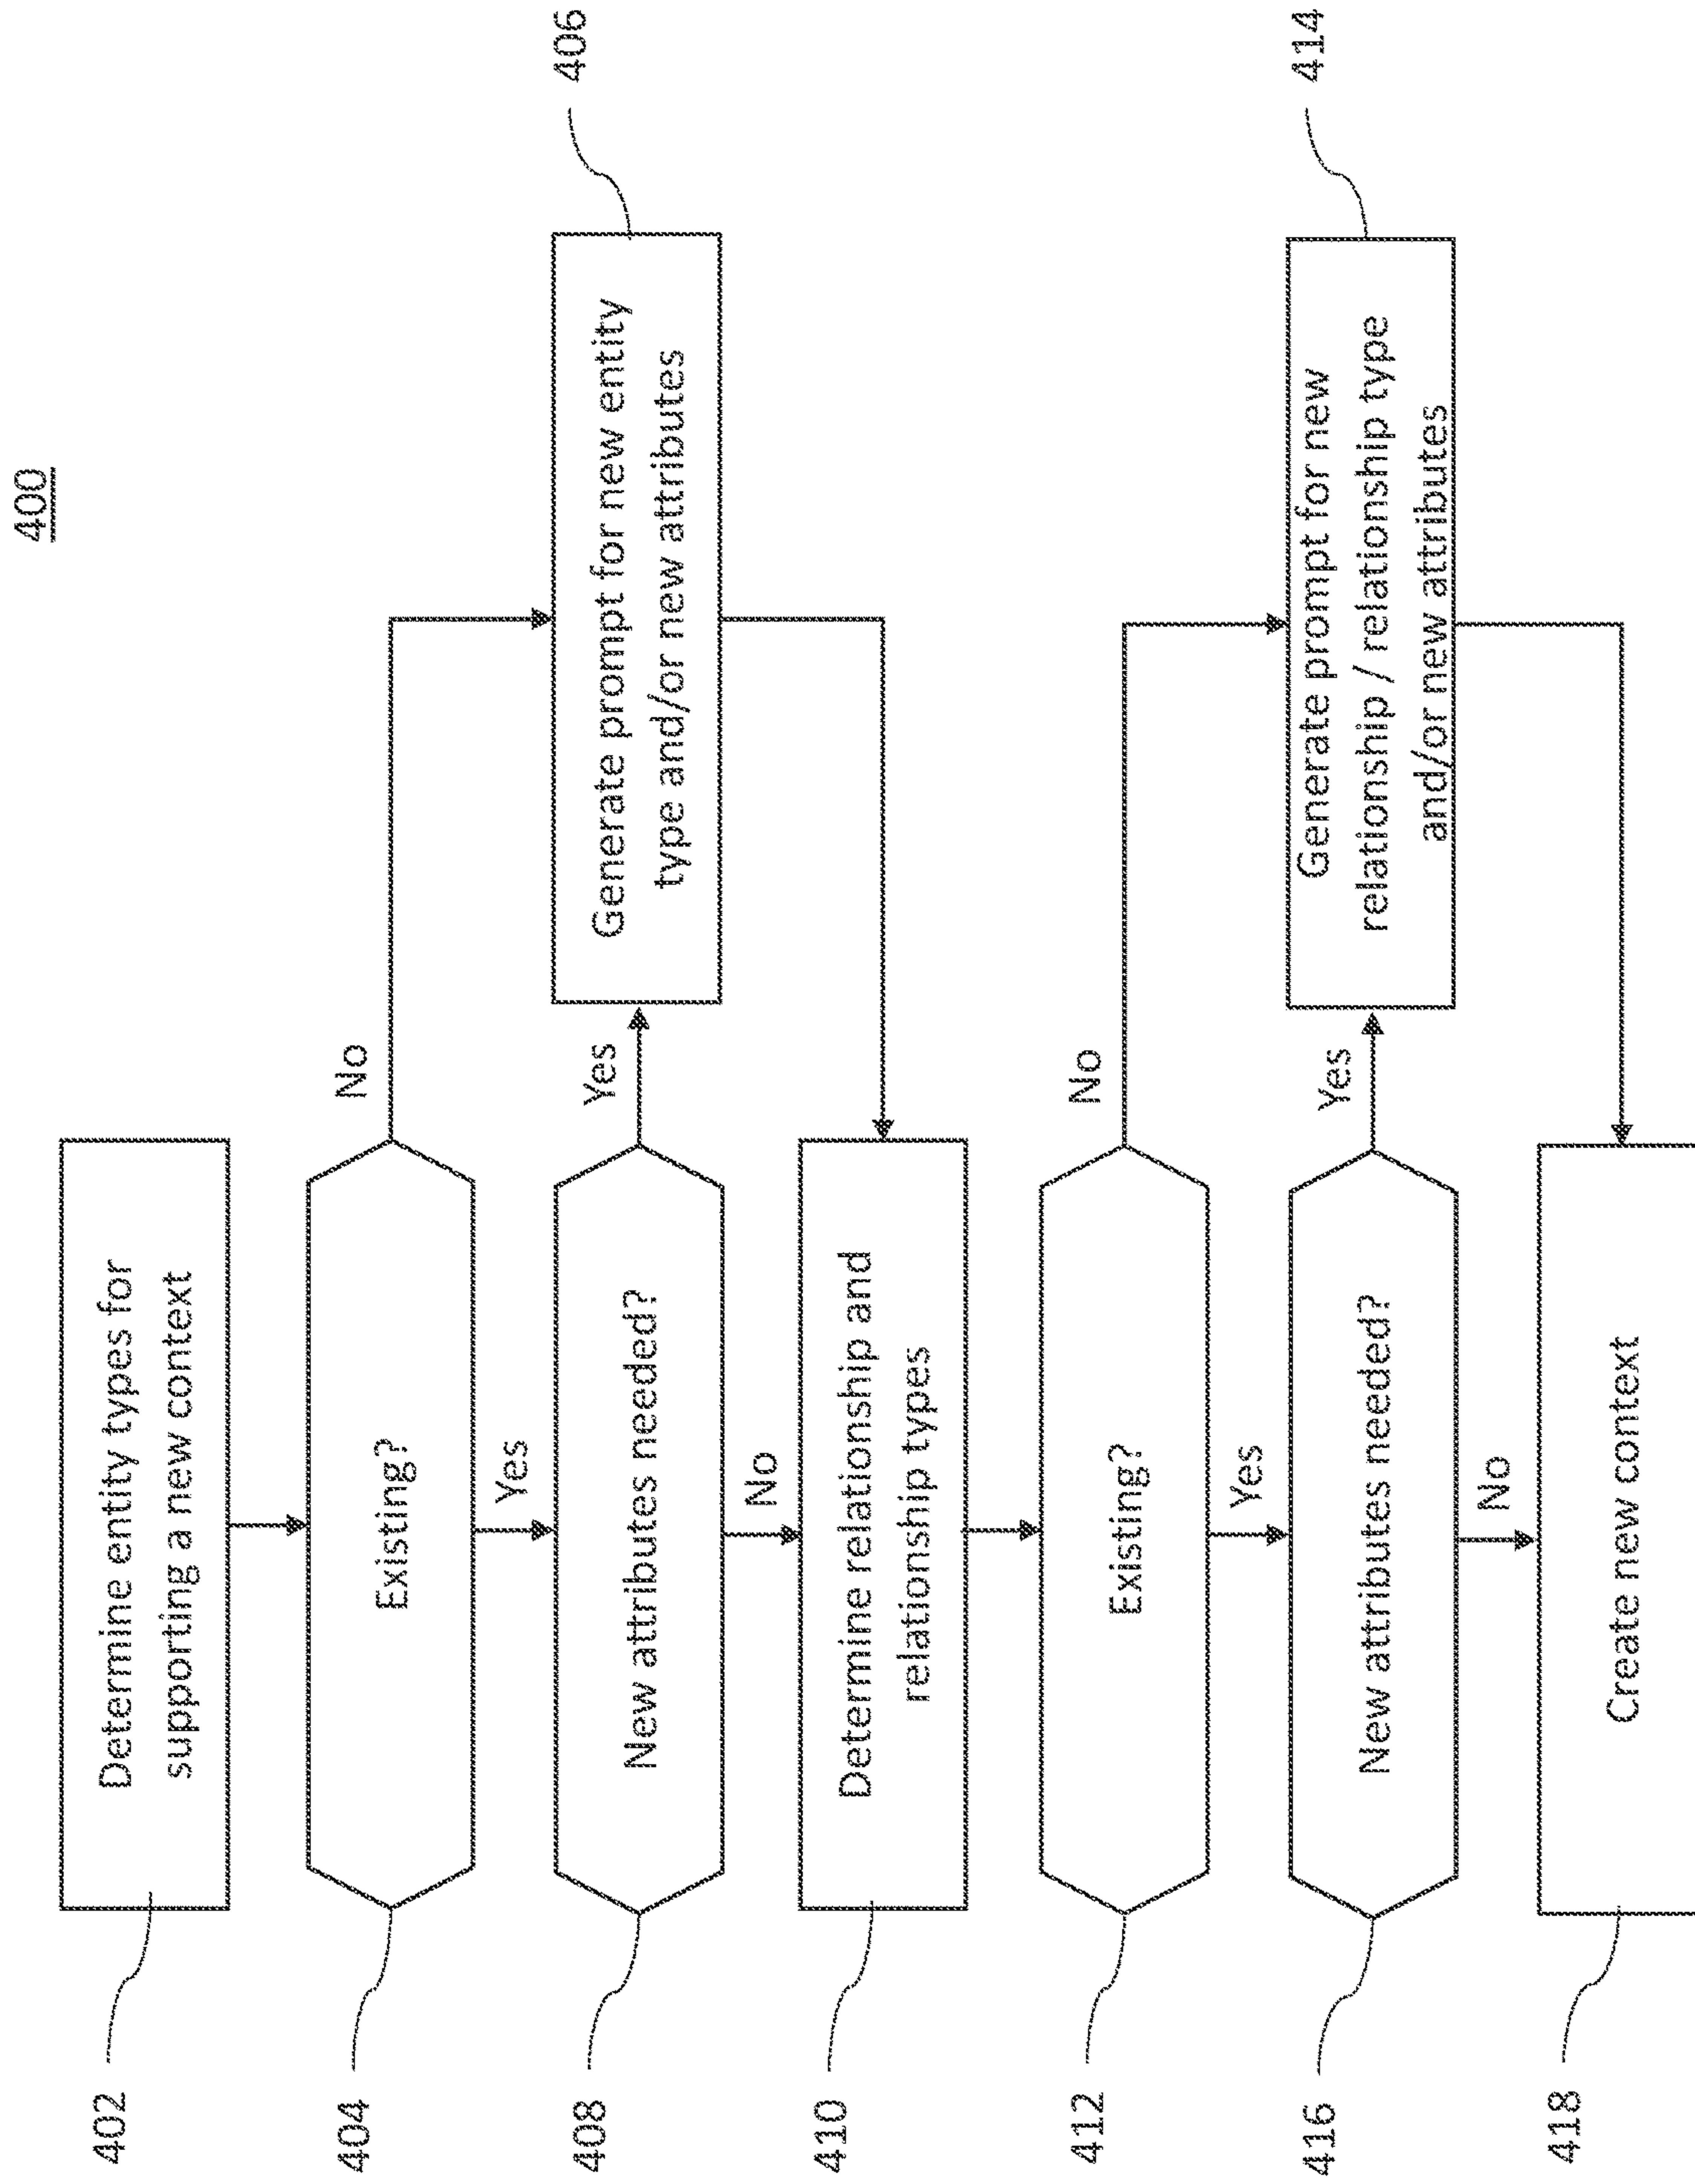 400
402
Determine entity types for
supporting a new context
404
Existing?
No
Yes
406
Generate prompt for new entity
type and/or new attributes
408
New attributes needed?
Yes
No
410
Determine relationship and
relationship types
412
Existing?
No
Yes
414
Generate prompt for new
relationship / relationship type
and/or new attributes
416
New attributes needed?
Yes
No
418
Create new context